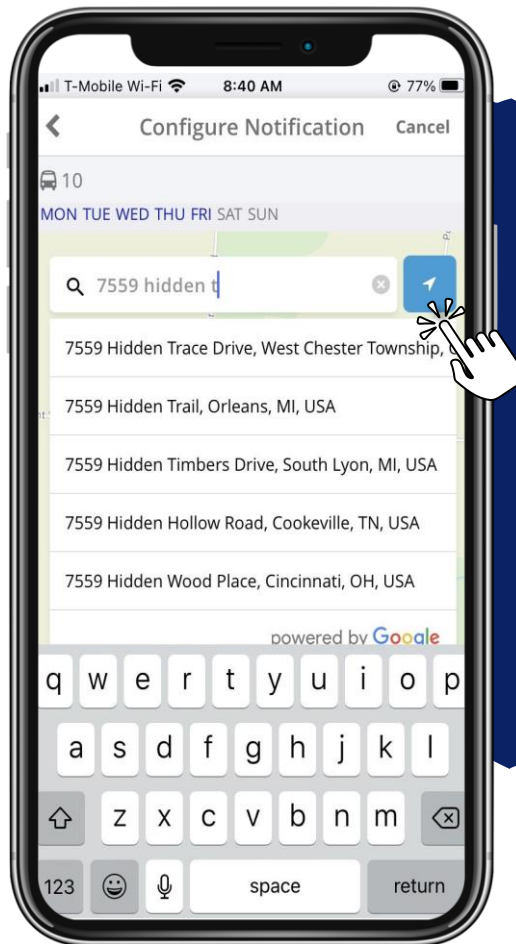 T-Mobile Wi-Fi 8:40 AM 77%
Configure Notification Cancel
10
MON TUE WED THU FRI SAT SUN
7559 hidden t
7559 Hidden Trace Drive, West Chester Township,
7559 Hidden Trail, Orleans, MI, USA
7559 Hidden Timbers Drive, South Lyon, MI, USA
7559 Hidden Hollow Road, Cookeville, TN, USA
7559 Hidden Wood Place, Cincinnati, OH, USA
powered by Google
q w e r t y u i o p
a s d f g h j k l
z x c v b n m
123 space return